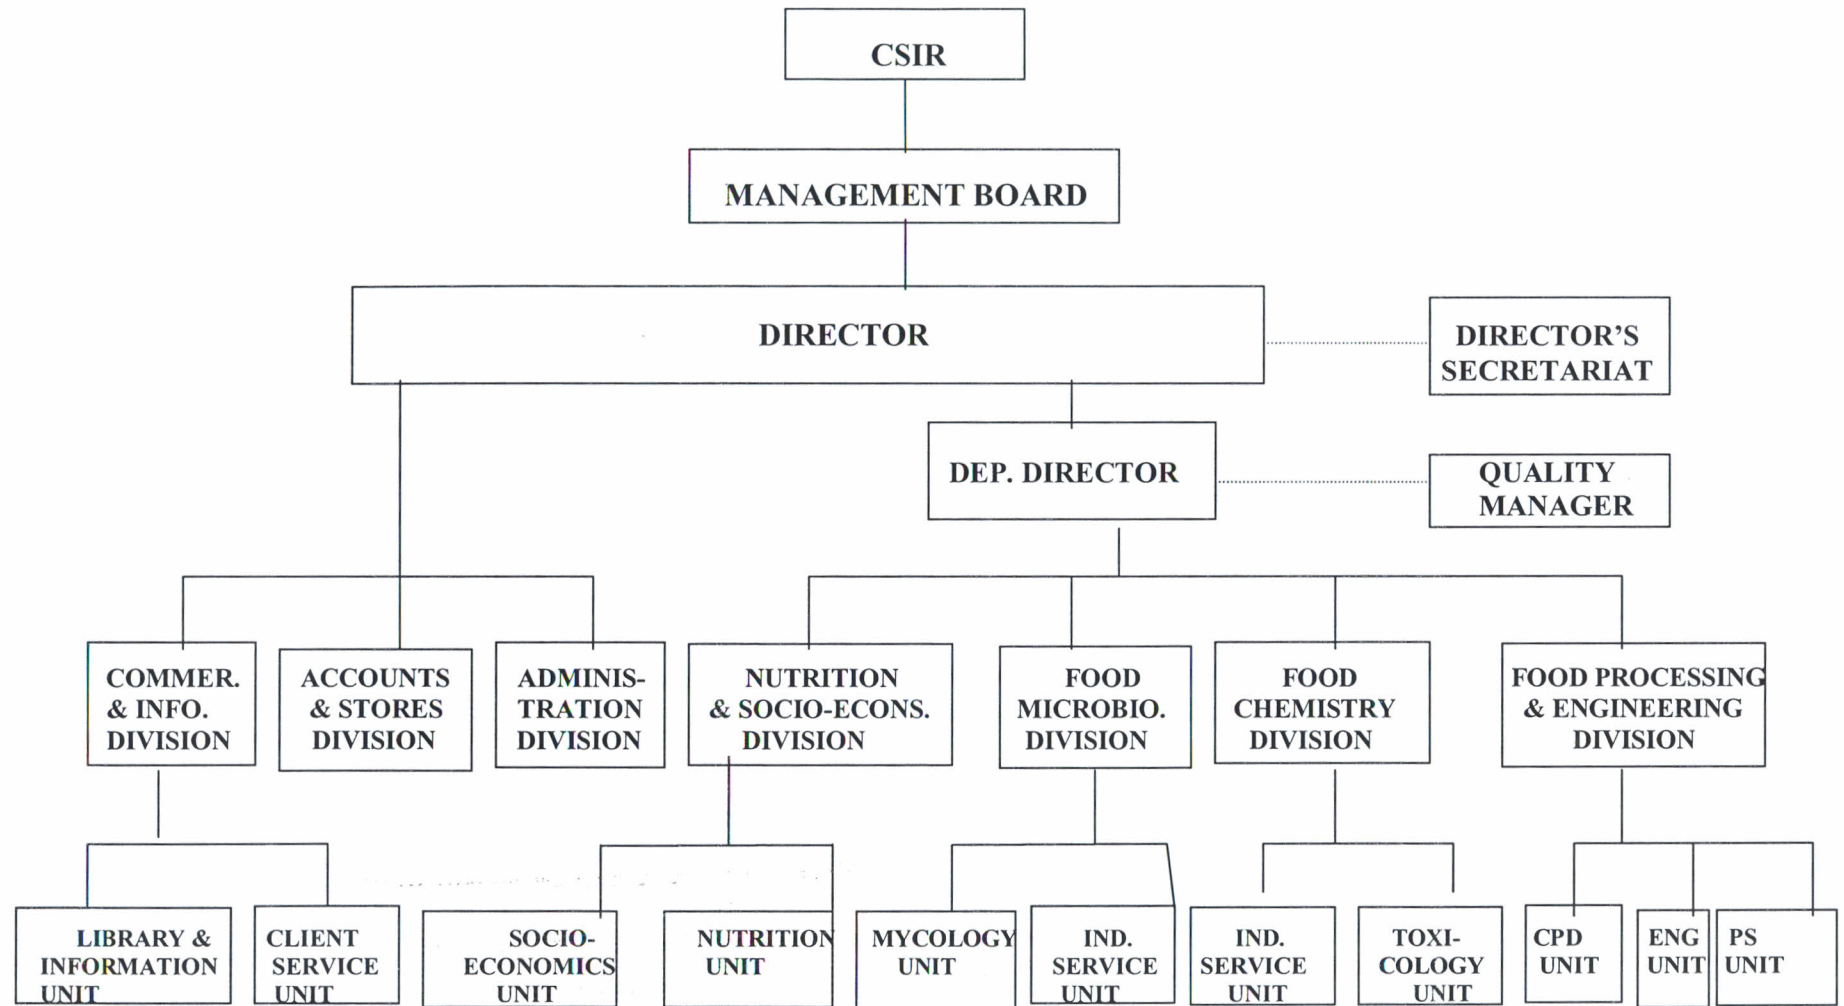 CSIR
MANAGEMENT BOARD
DIRECTOR
DIRECTOR’S
SECRETARIAT
DEP. DIRECTOR
QUALITY
MANAGER
COMMER.
& INFO.
DIVISION
ACCOUNTS
& STORES
DIVISION
ADMINIS-
TRATION
DIVISION
NUTRITION
& SOCIO-ECONS.
DIVISION
FOOD
MICROBIO.
DIVISION
FOOD
CHEMISTRY
DIVISION
FOOD PROCESSING
& ENGINEERING
DIVISION
LIBRARY &
INFORMATION
UNIT
CLIENT
SERVICE
UNIT
SOCIO-
ECONOMICS
UNIT
NUTRITION
UNIT
MYCOLOGY
UNIT
IND.
SERVICE
UNIT
IND.
SERVICE
UNIT
TOXI-
COLOGY
UNIT
CPD
UNIT
ENG
UNIT
PS
UNIT